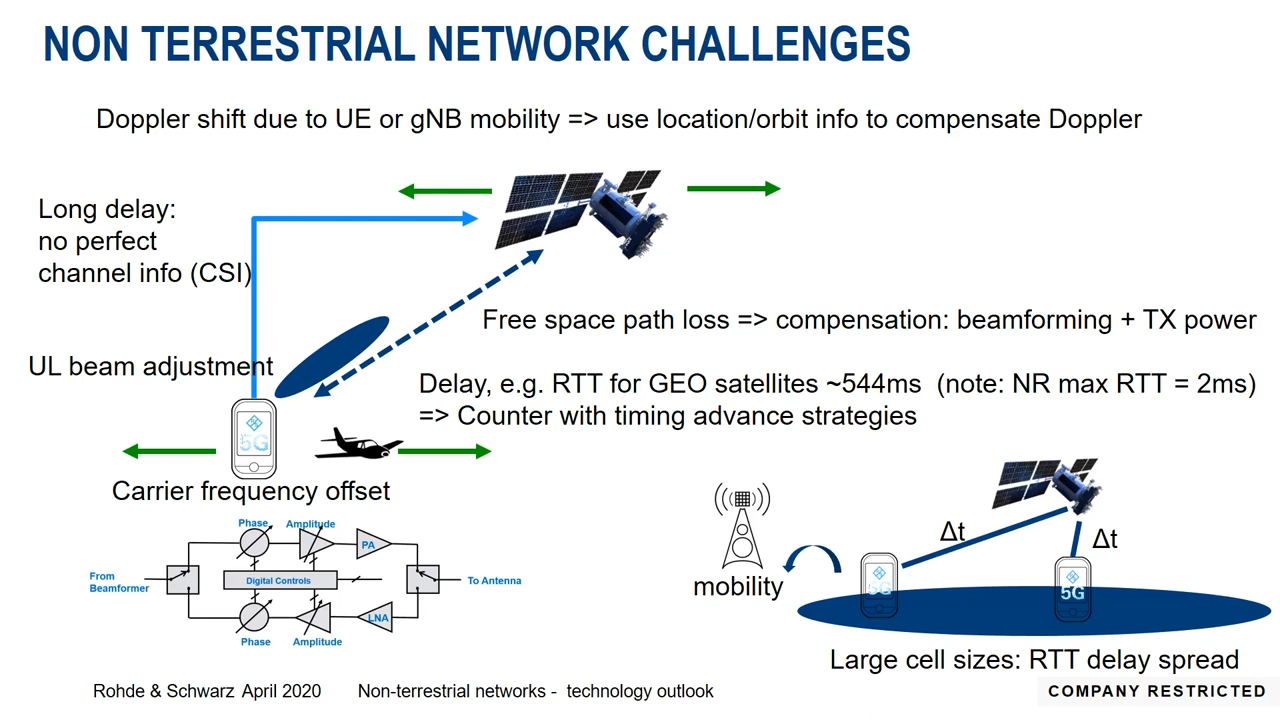 NON TERRESTRIAL NETWORK CHALLENGES
Doppler shift due to UE or gNB mobility => use location/orbit info to compensate Doppler
Long delay:
no perfect
channel info (CSI)
Free space path loss => compensation: beamforming + TX power
UL beam adjustment
Delay, e.g. RTT for GEO satellites ~544ms (note: NR max RTT = 2ms)
=> Counter with timing advance strategies
5G
Carrier frequency offset
Phase
Amplitude
PA
From
Beamformer
Digital Controls
To Antenna
LNA
Phase
Amplitude
Δt
Δt
mobility
5G
5G
Large cell sizes: RTT delay spread
Rohde & Schwarz April 2020
Non-terrestrial networks - technology outlook
COMPANY RESTRICTED